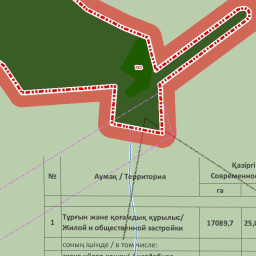 Қазіргі
№ Аумақ / Территория Современно
га
1 Тұрғын және қоғамдық құрылыс/ 17089,7 25,0
Жилой и общественной застройки
соның ішінде / в том числе: